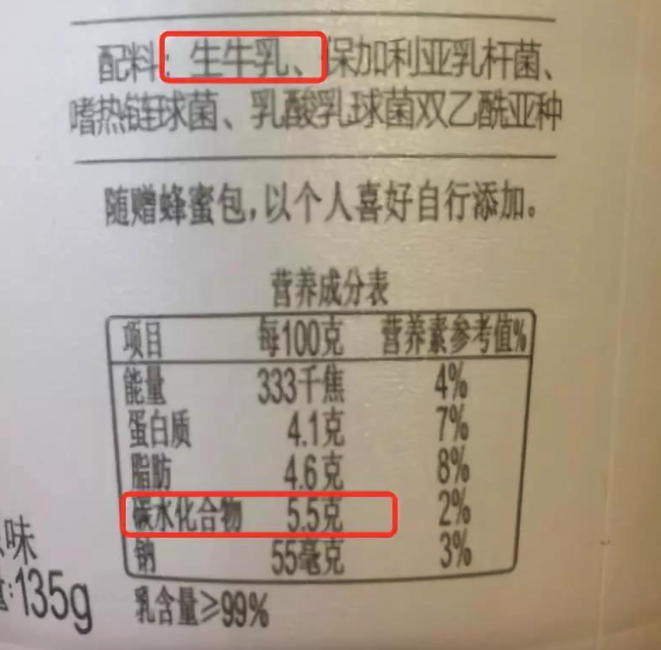 配料：生牛乳、保加利亚乳杆菌、
嗜热链球菌、乳酸乳球菌双乙酰亚种
随赠蜂蜜包，以个人喜好自行添加。
营养成分表
项目 每100克 营养素参考值%
能量 333千焦 4%
蛋白质 4.1克 7%
脂肪 4.6克 8%
碳水化合物 5.5克 2%
钠 55毫克 3%
乳含量≥99%
味
:135g